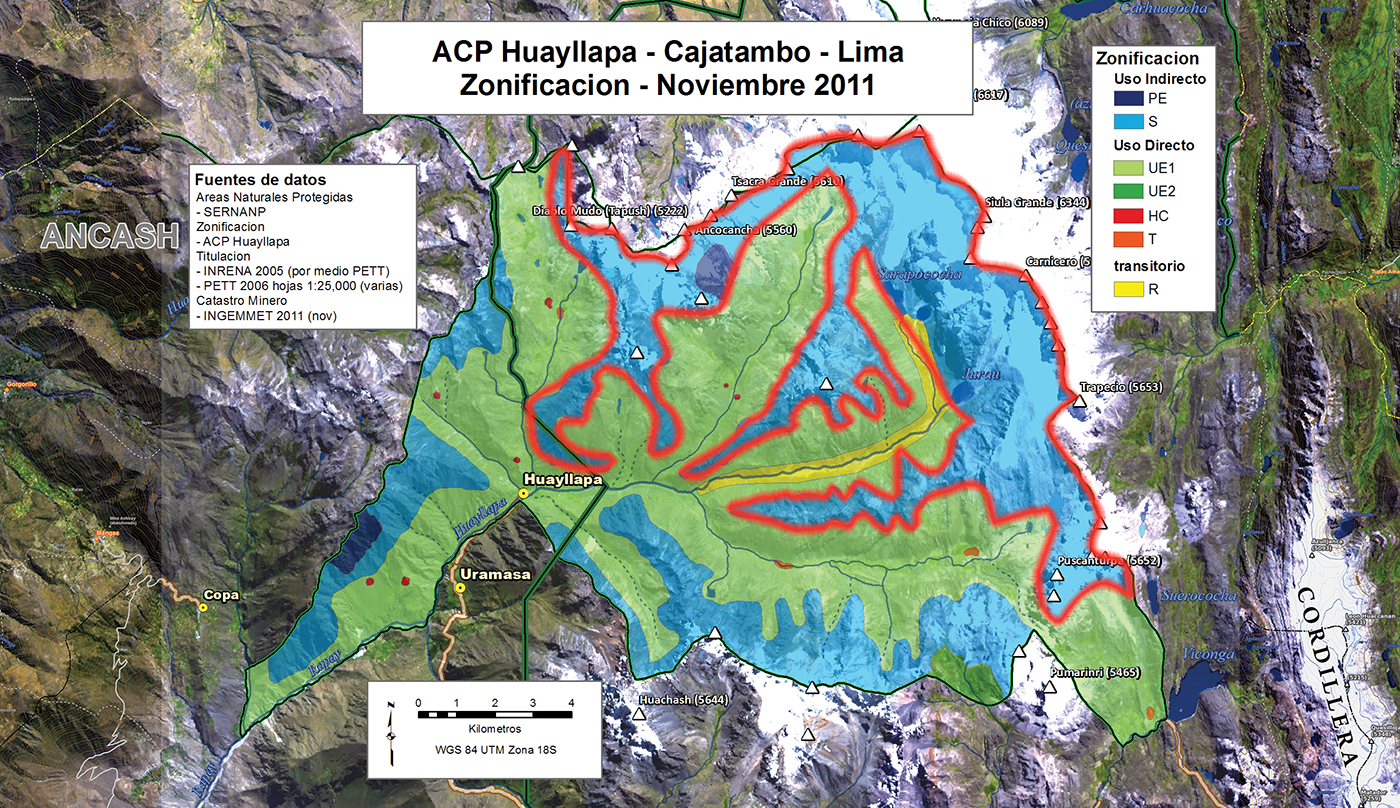 ACP Huayllapa - Cajatambo - Lima
Zonificacion - Noviembre 2011
Carhuacocha
Chico (6089)
(6617)
Zonificacion
Uso Indirecto
PE
S
Uso Directo
UE1
UE2
HC
T
transitorio
R
Fuentes de datos
Areas Naturales Protegidas
- SERNANP
Zonificacion
- ACP Huayllapa
Titulacion
- INRENA 2005 (por medio PETT)
- PETT 2006 hojas 1:25,000 (varias)
Catastro Minero
- INGEMMET 2011 (nov)
ANCASH
Tsacra Grande (5610)
Diablo Mudo (Tapush) (5222)
Ancocancha (5560)
Siula Grande (6344)
Sarapococha
Carnicero (5
Jurau
Trapecio (5653)
Gorgorillo
Mangas
Huayllapa
Huayllapa
Uramasa
Copa
Puscanturpa (5652)
Suerococha
Viconga
Pumarinri (5465)
Huachash (5644)
Rapay
CORDILLERA
N
0 1 2 3 4
Kilometros
WGS 84 UTM Zona 18S